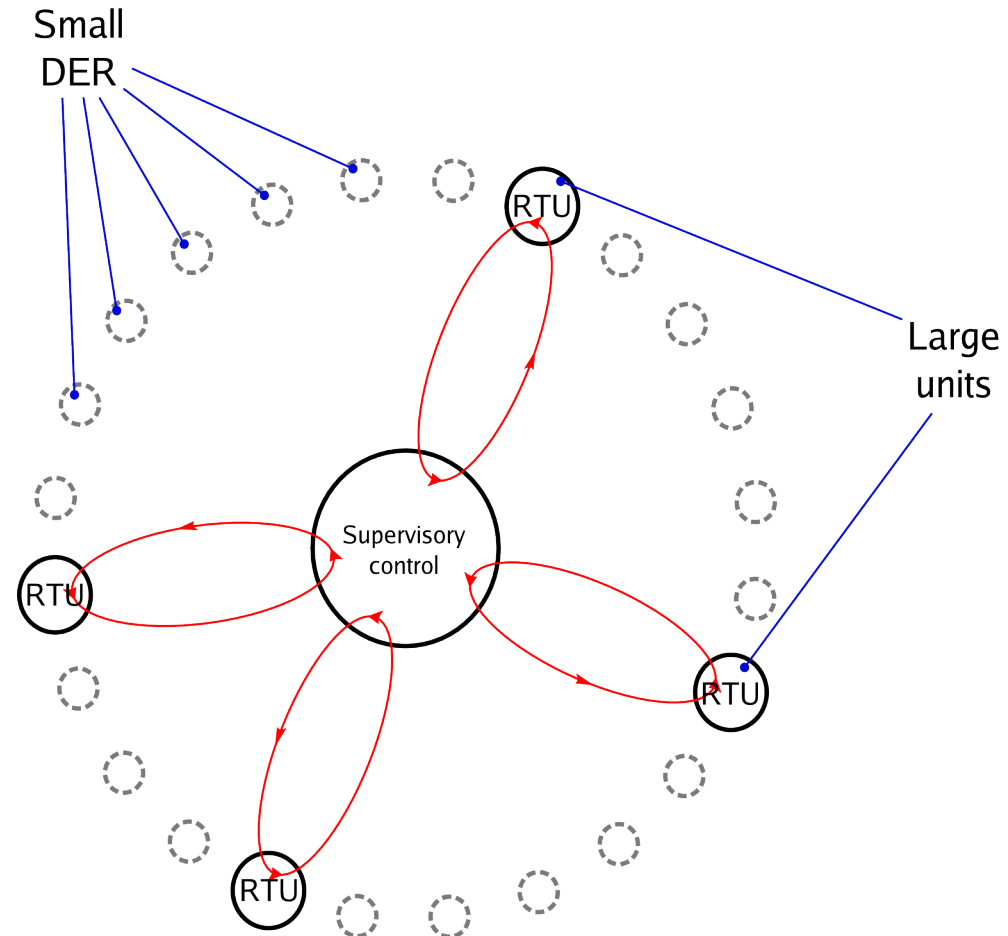 Small
DER
RTU
Large
units
Supervisory
control
RTU
RTU
RTU